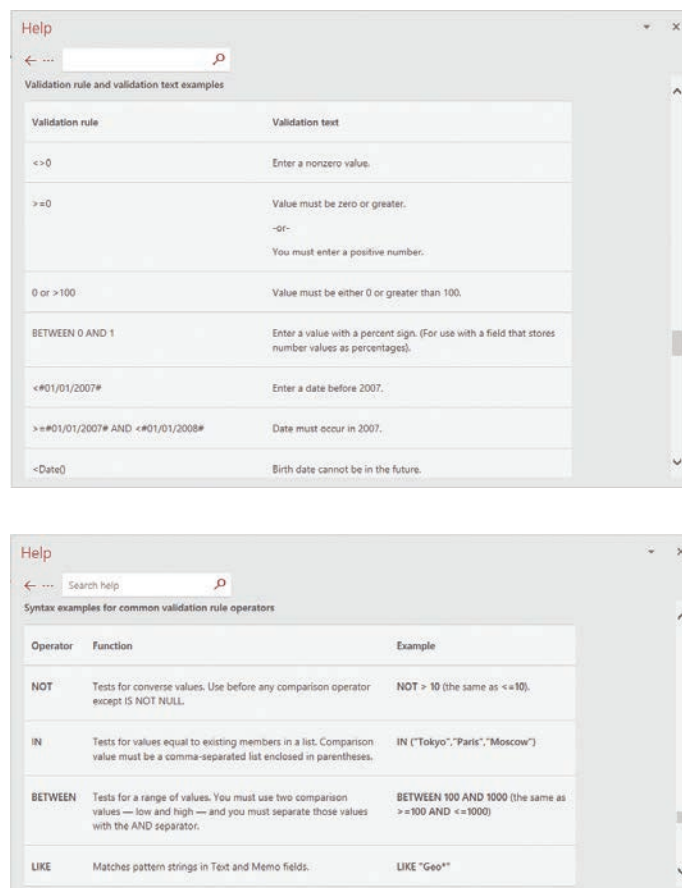 Help
Validation rule and validation text examples
Validation rule Validation text
<>0 Enter a nonzero value.
>=0 Value must be zero or greater.
-or-
You must enter a positive number.
0 or >100 Value must be either 0 or greater than 100.
BETWEEN 0 AND 1 Enter a value with a percent sign. (For use with a field that stores
number values as percentages).
<#01/01/2007# Enter a date before 2007.
>=#01/01/2007# AND <#01/01/2008# Date must occur in 2007.
<Date() Birth date cannot be in the future.
Help
Search help
Syntax examples for common validation rule operators
Operator Function Example
NOT Tests for converse values. Use before any comparison operator NOT > 10 (the same as <=10).
except IS NOT NULL.
IN Tests for values equal to existing members in a list. Comparison IN ("Tokyo","Paris","Moscow")
value must be a comma-separated list enclosed in parentheses.
BETWEEN Tests for a range of values. You must use two comparison BETWEEN 100 AND 1000 (the same as
values — low and high — and you must separate those values >=100 AND <=1000)
with the AND separator.
LIKE Matches pattern strings in Text and Memo fields. LIKE "Geo*"